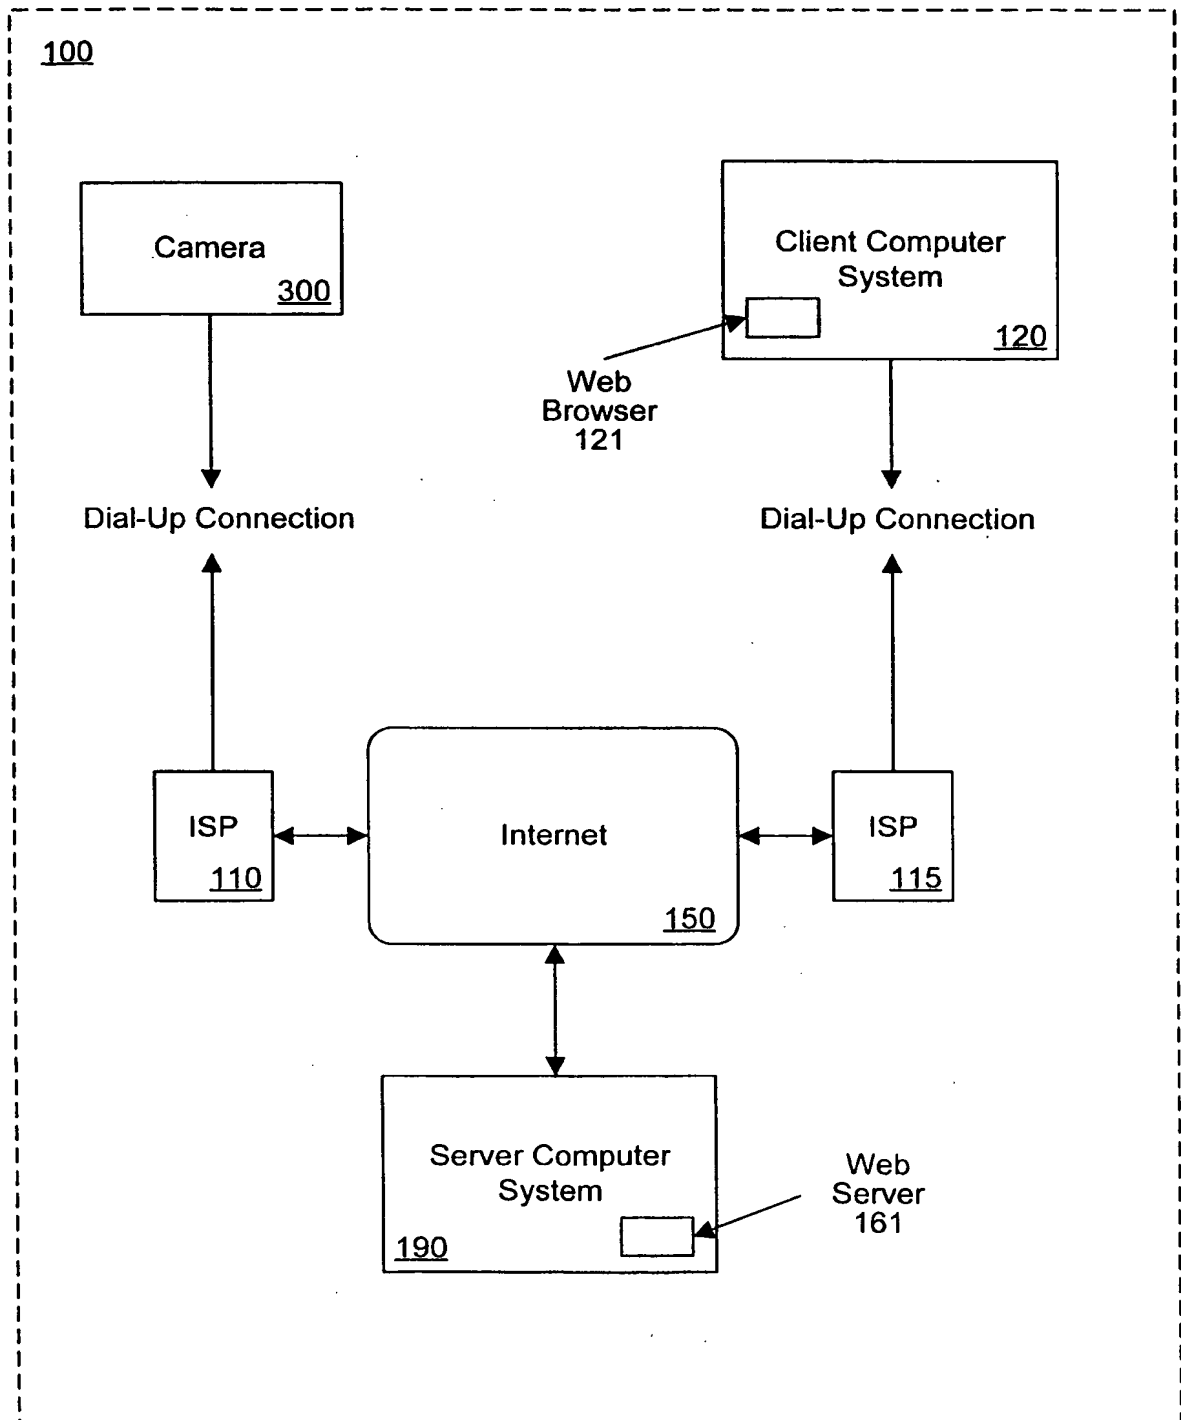 100
Camera
300
Client Computer
System
120
Web
Browser
121
Dial-Up Connection
Dial-Up Connection
ISP
110
Internet
150
ISP
115
Server Computer
System
190
Web
Server
161